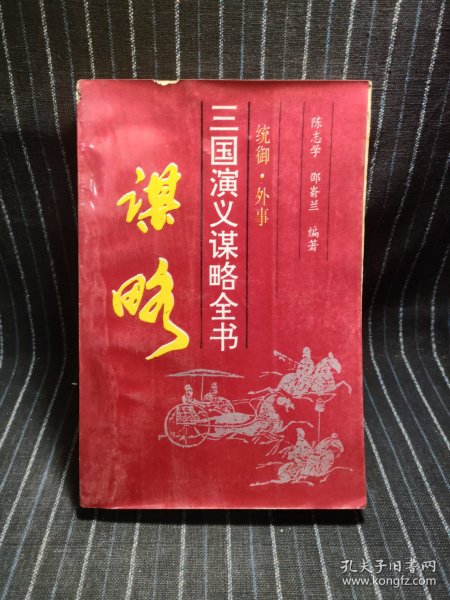 陈志学 邵嵛兰 编著
统御·外事
三国演义谋略全书
谋略
孔夫子旧书网
www.kongfz.com